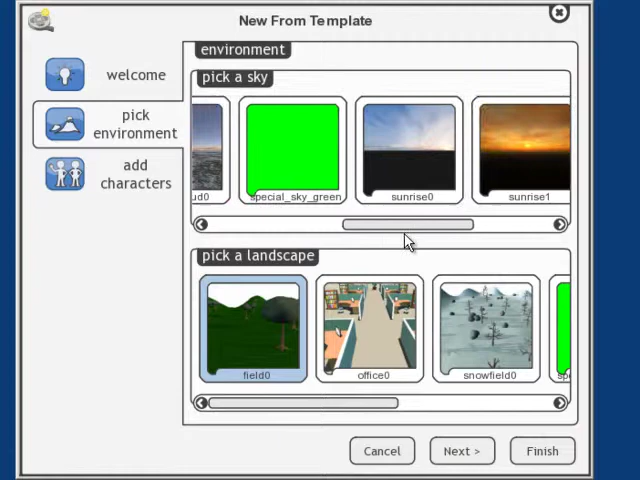 New From Template
environment
welcome
pick a sky
pick
environment
add
characters
ud0
special_sky_green
sunrise0
sunrise1
pick a landscape
field0
office0
snowfield0
Cancel
Next >
Finish